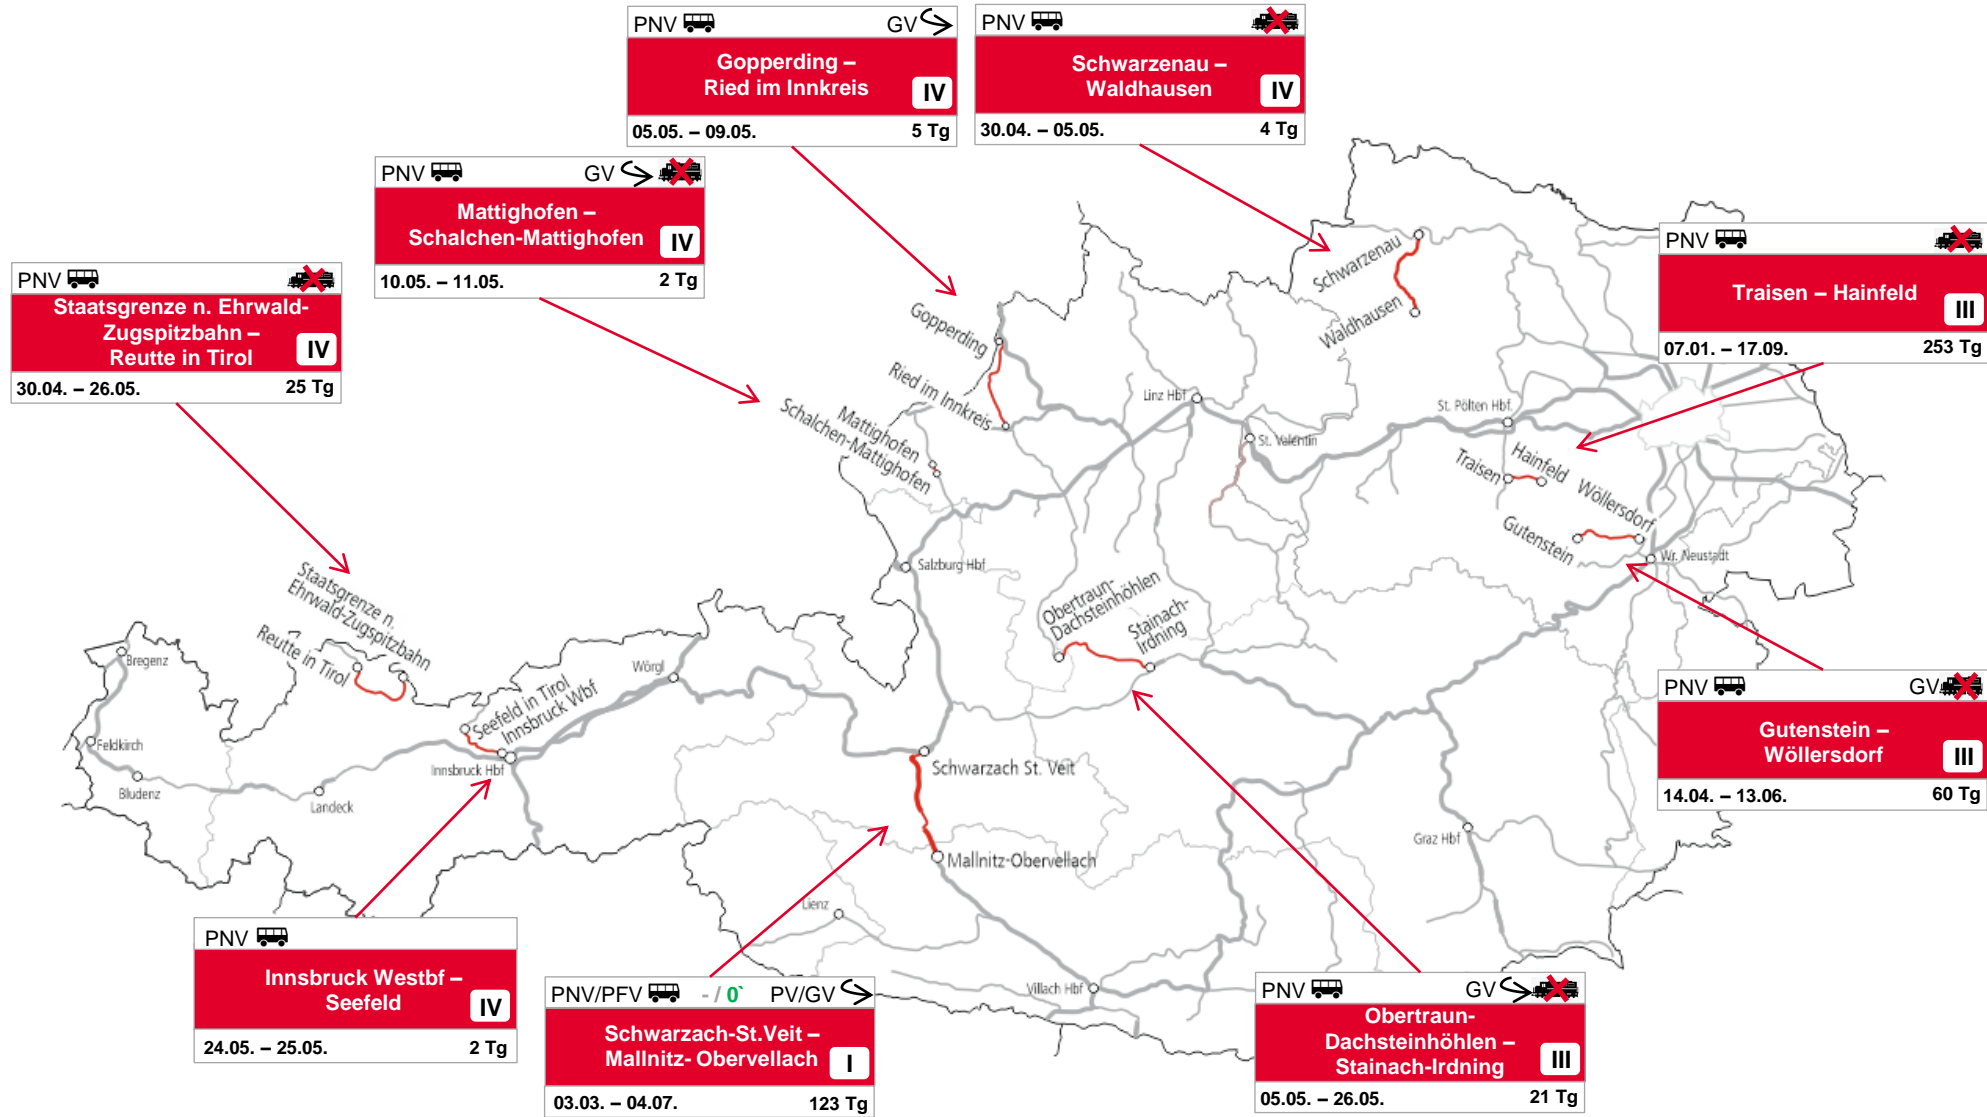 PNV GV
Gopperding –
Ried im Innkreis IV
05.05. – 09.05. 5 Tg
PNV
Schwarzenau –
Waldhausen IV
30.04. – 05.05. 4 Tg
PNV GV
Mattighofen –
Schalchen-Mattighofen IV
10.05. – 11.05. 2 Tg
PNV
Traisen – Hainfeld III
07.01. – 17.09. 253 Tg
PNV
Staatsgrenze n. Ehrwald-
Zugspitzbahn –
Reutte in Tirol IV
30.04. – 26.05. 25 Tg
Schwarzenau
Waldhausen
Gopperding
Ried im Innkreis
Mattighofen
Schalchen-Mattighofen
Linz Hbf
St. Valentin
St. Pölten Hbf.
Traisen
Hainfeld
Wöllersdorf
Gutenstein
Wr. Neustadt
Salzburg Hbf
Obertraun-
Dachsteinhöhlen
Stainach-
Irdning
Staatsgrenze n.
Ehrwald-Zugspitzbahn
Reutte in Tirol
Bregenz
Wörgl
Seefeld in Tirol
Innsbruck Wbf
Feldkirch
Innsbruck Hbf
Bludenz
Landeck
Schwarzach St. Veit
Mallnitz-Obervellach
Graz Hbf
Lienz
Villach Hbf
PNV GV
Gutenstein –
Wöllersdorf III
14.04. – 13.06. 60 Tg
PNV
Innsbruck Westbf –
Seefeld IV
24.05. – 25.05. 2 Tg
PNV/PFV - / 0` PV/GV
Schwarzach-St.Veit –
Mallnitz- Obervellach I
03.03. – 04.07. 123 Tg
PNV GV
Obertraun-
Dachsteinhöhlen –
Stainach-Irdning III
05.05. – 26.05. 21 Tg